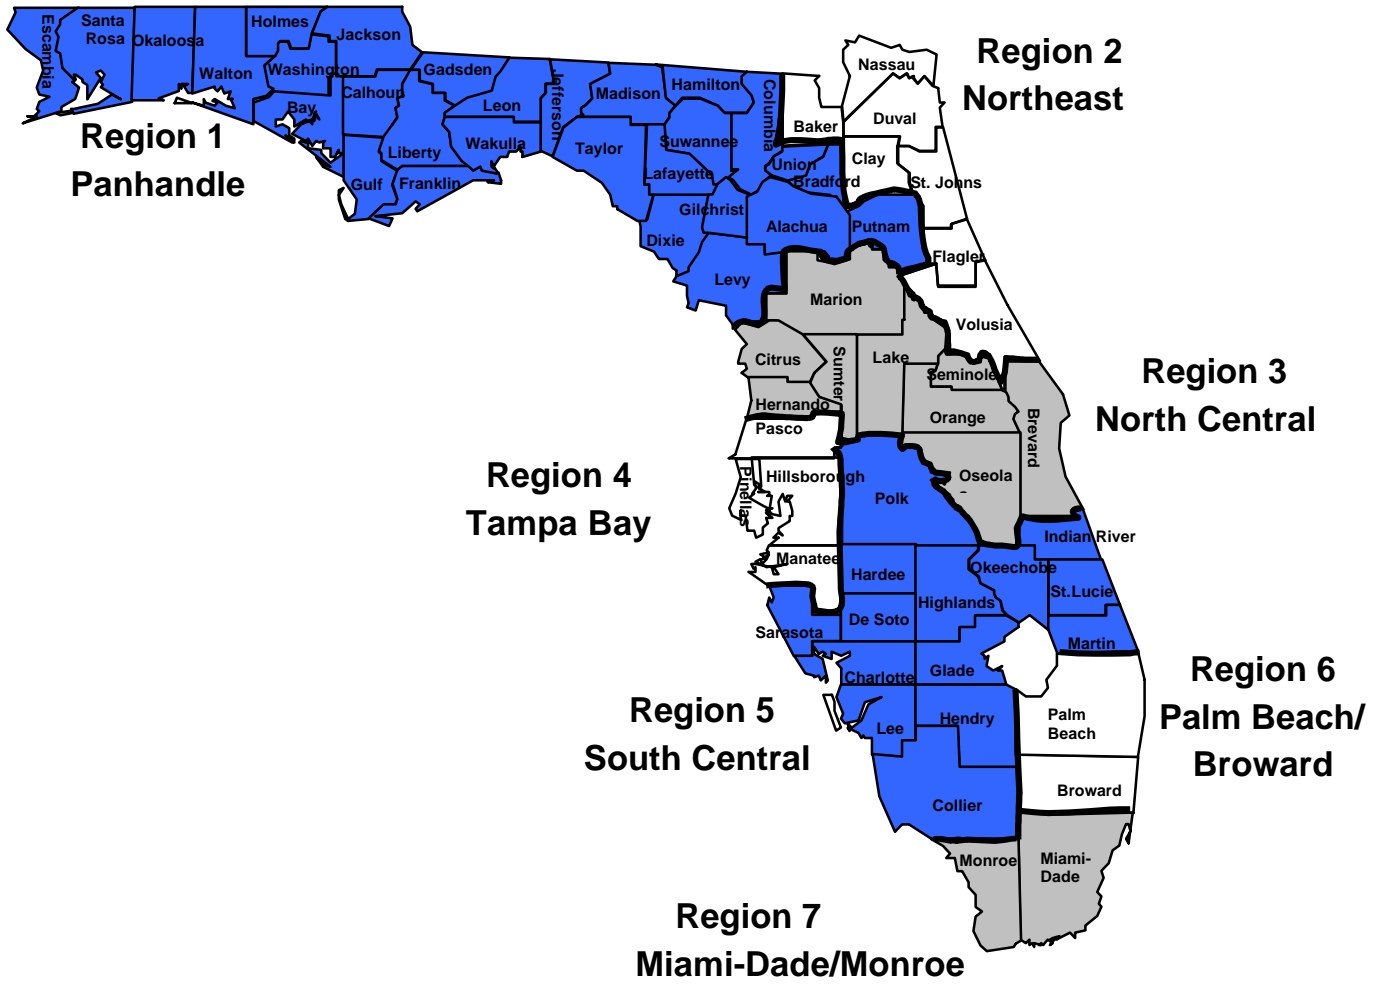 Escambia
Santa
Rosa
Okaloosa
Holmes
Walton
Washington
Jackson
Bay
Calhoun
Gadsden
Leon
Liberty
Gulf
Franklin
Wakulla
Jefferson
Madison
Taylor
Hamilton
Suwannee
Lafayette
Columbia
Baker
Nassau
Duval
Union
Bradford
Clay
St. Johns
Gilchrist
Dixie
Alachua
Putnam
Levy
Flagler
Region 1
Panhandle
Region 2
Northeast
Marion
Volusia
Citrus
Sumter
Lake
Seminole
Hernando
Orange
Brevard
Oseola
-
Region 3
North Central
Pasco
Pinellas
Hillsborough
Manatee
Region 4
Tampa Bay
Polk
Indian River
Hardee
Okeechobe
Highlands
St.Lucie
De Soto
Sarasota
Martin
Charlotte
Glade
Lee
Hendry
Collier
Region 5
South Central
Palm
Beach
Broward
Region 6
Palm Beach/
Broward
Monroe
Miami-
Dade
Region 7
Miami-Dade/Monroe